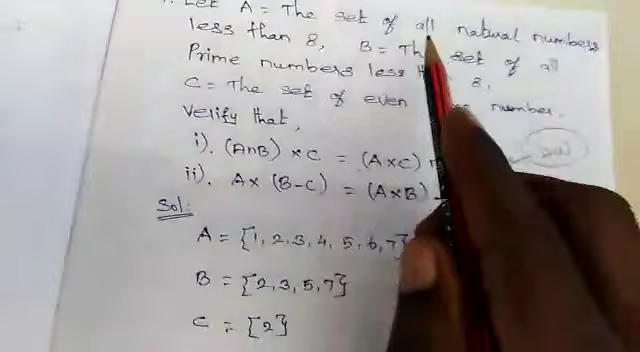 Let A = The set of all natural numbers
less than 8, B = Th set of all
Prime numbers less 8,
C = The set of even number.
Verify that,
i). (A∩B) × C = (A×C)
ii). A× (B-C) = (A×B) -
Sol:
A = {1, 2, 3, 4, 5, 6, 7}
B = {2, 3, 5, 7}
C = {2}